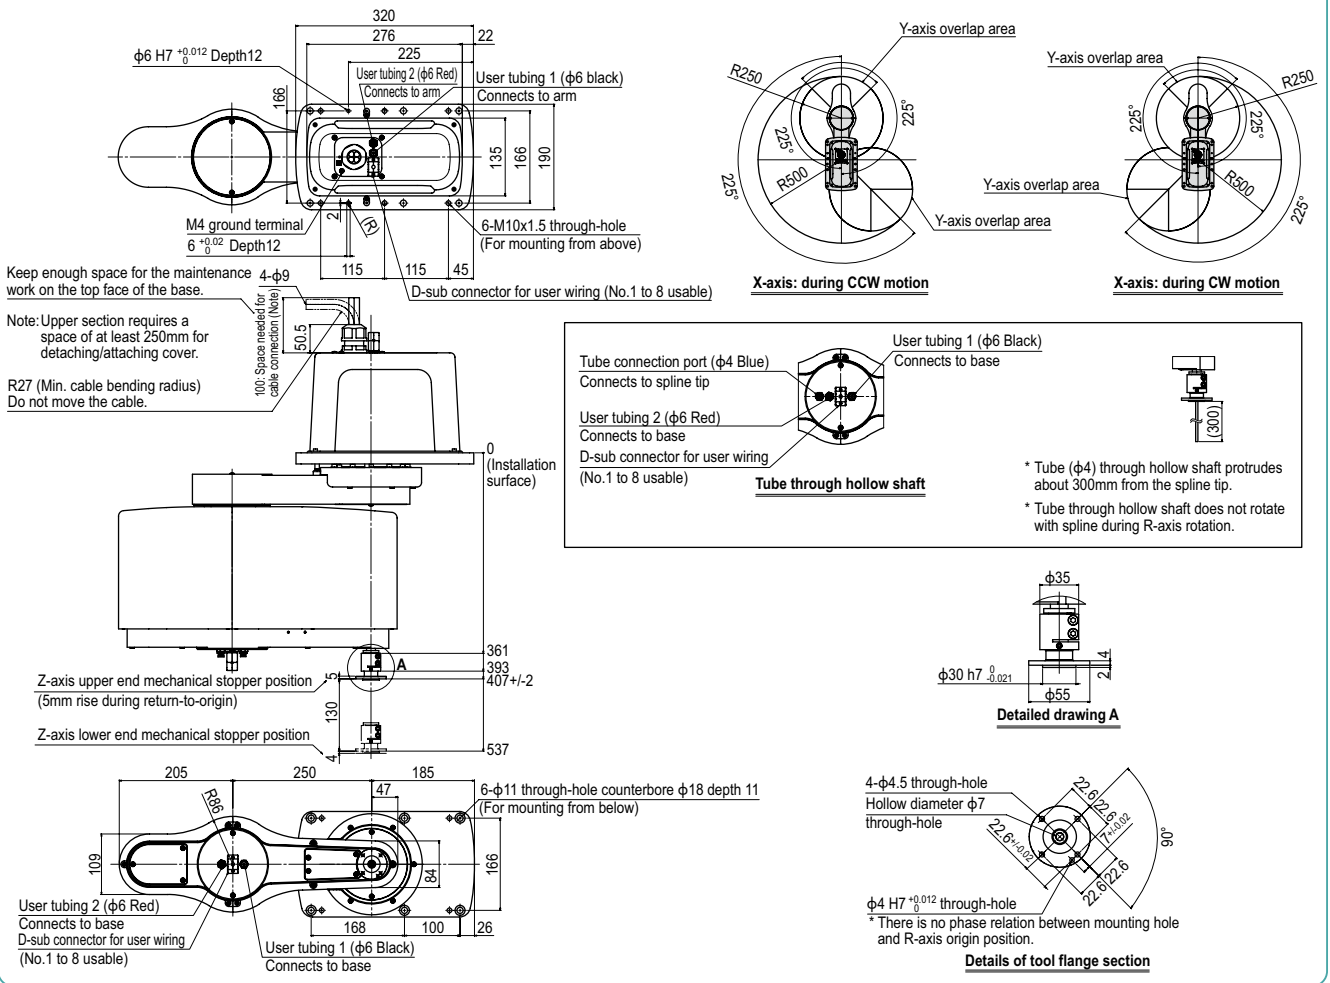 320
276
22
225
φ6 H7 +0.012 0 Depth12
User tubing 2 (φ6 Red)
Connects to arm
User tubing 1 (φ6 black)
Connects to arm
166
135
166
190
M4 ground terminal
6 +0.02 0 Depth12
2
(R)
6-M10x1.5 through-hole
(For mounting from above)
115
115
45
D-sub connector for user wiring (No.1 to 8 usable)
Keep enough space for the maintenance
work on the top face of the base.
Note: Upper section requires a
space of at least 250mm for
detaching/attaching cover.
R27 (Min. cable bending radius)
Do not move the cable.
4-φ9
100: Space needed for
cable connection (Note)
50.5
0
(Installation
surface)
361
A
393
407+/-2
5
Z-axis upper end mechanical stopper position
(5mm rise during return-to-origin)
130
Z-axis lower end mechanical stopper position
537
4
205
250
185
47
R86
6-φ11 through-hole counterbore φ18 depth 11
(For mounting from below)
109
84
166
168
100
26
User tubing 2 (φ6 Red)
Connects to base
D-sub connector for user wiring
(No.1 to 8 usable)
User tubing 1 (φ6 Black)
Connects to base
Y-axis overlap area
R250
225°
225°
225°
R500
Y-axis overlap area
X-axis: during CCW motion
Y-axis overlap area
R250
225°
225°
225°
R500
Y-axis overlap area
X-axis: during CW motion
Tube connection port (φ4 Blue)
Connects to spline tip
User tubing 1 (φ6 Black)
Connects to base
User tubing 2 (φ6 Red)
Connects to base
D-sub connector for user wiring
(No.1 to 8 usable)
Tube through hollow shaft
(300)
* Tube (φ4) through hollow shaft protrudes
about 300mm from the spline tip.
* Tube through hollow shaft does not rotate
with spline during R-axis rotation.
φ35
4
2
φ30 h7 0 -0.021
φ55
Detailed drawing A
4-φ4.5 through-hole
Hollow diameter φ7
through-hole
22.6
22.6
7+/-0.02
22.6+/-0.02
90°
22.6
22.6
φ4 H7 +0.012 0 through-hole
* There is no phase relation between mounting hole
and R-axis origin position.
Details of tool flange section